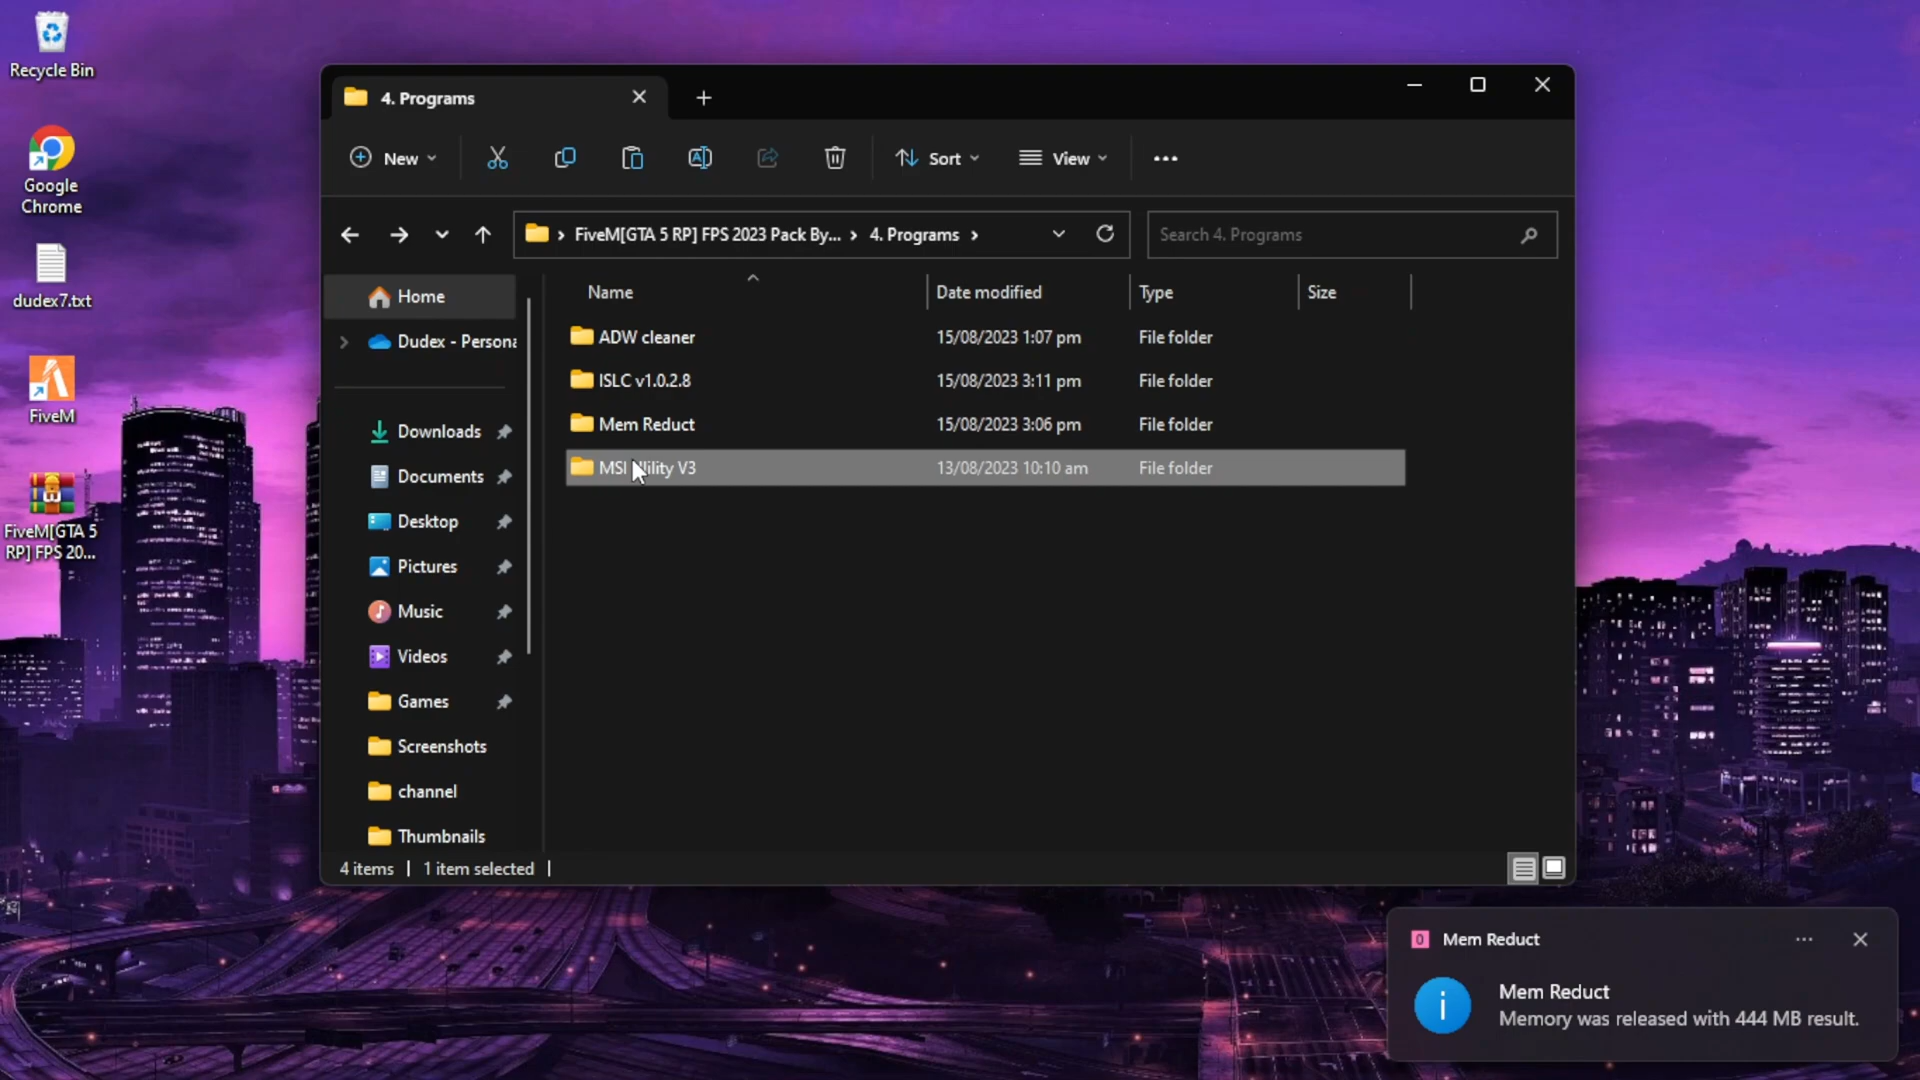 Recycle Bin
Google
Chrome
dudex7.txt
FiveM
FiveM[GTA 5
RP] FPS 20...
4. Programs
New
Sort
View
FiveM[GTA 5 RP] FPS 2023 Pack By...
4. Programs
Search 4. Programs
Home
Dudex - Persona
Downloads
Documents
Desktop
Pictures
Music
Videos
Games
Screenshots
channel
Thumbnails
Name
Date modified
Type
Size
ADW cleaner 15/08/2023 1:07 pm File folder
ISLC v1.0.2.8 15/08/2023 3:11 pm File folder
Mem Reduct 15/08/2023 3:06 pm File folder
MSI V3 13/08/2023 10:10 am File folder
4 items
1 item selected
0 Mem Reduct
Mem Reduct
Memory was released with 444 MB result.